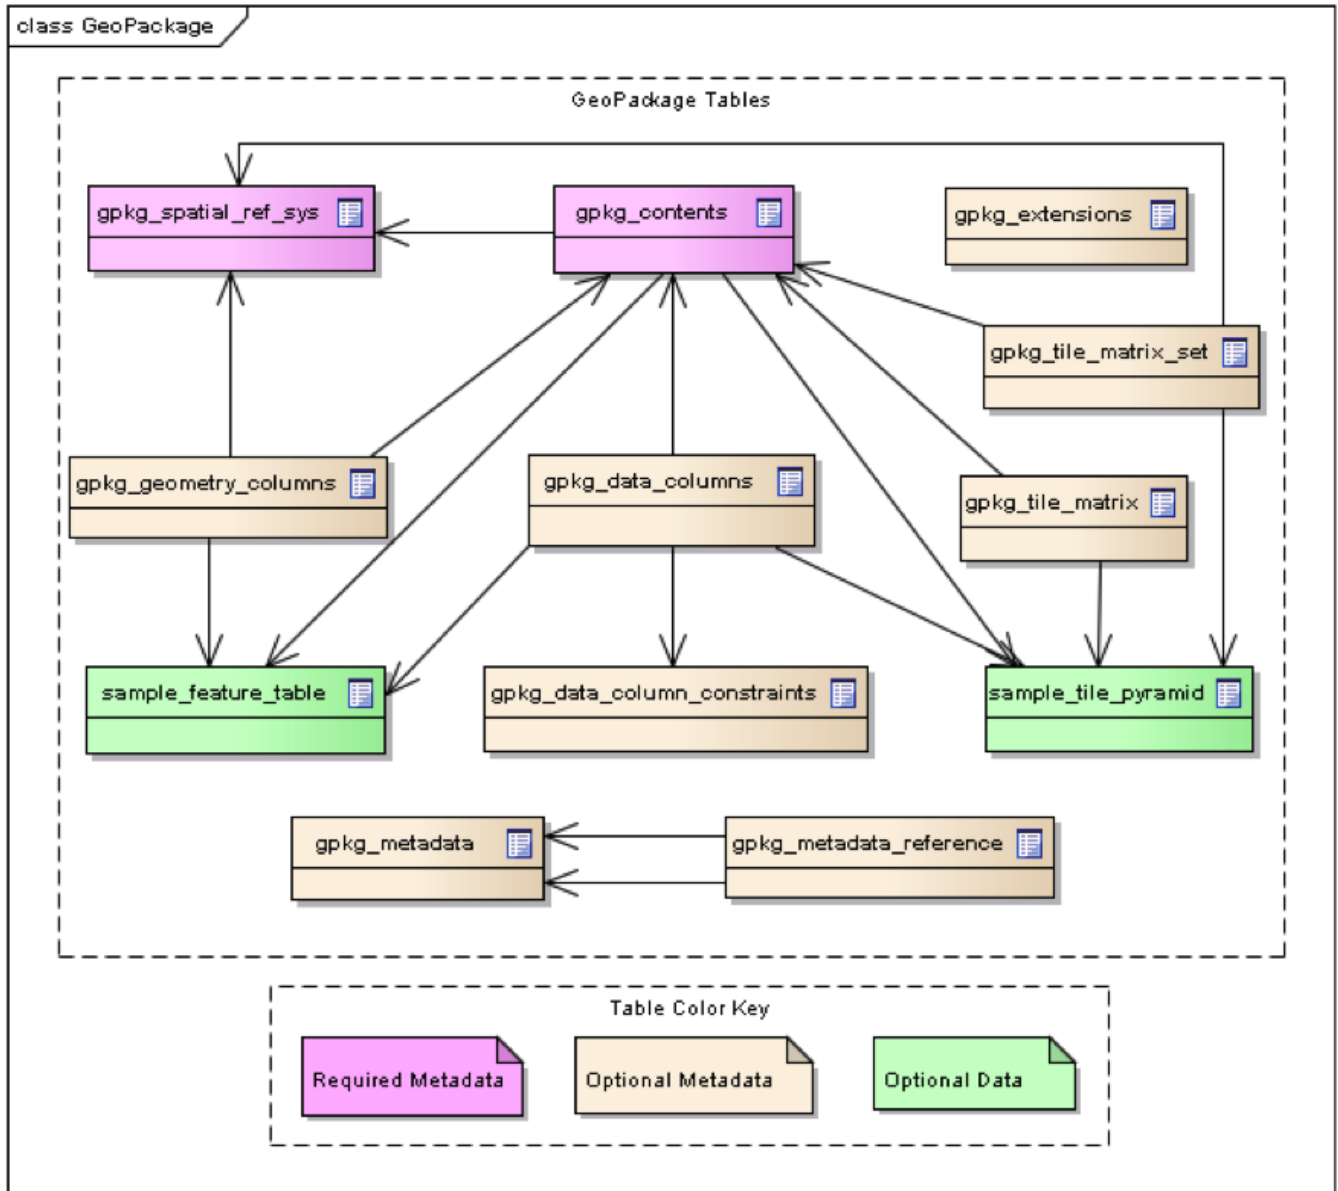 class GeoPackage
GeoPackage Tables
gpkg_spatial_ref_sys
gpkg_contents
gpkg_extensions
gpkg_tile_matrix_set
gpkg_geometry_columns
gpkg_data_columns
gpkg_tile_matrix
sample_feature_table
gpkg_data_column_constraints
sample_tile_pyramid
gpkg_metadata
gpkg_metadata_reference
Table Color Key
Required Metadata
Optional Metadata
Optional Data